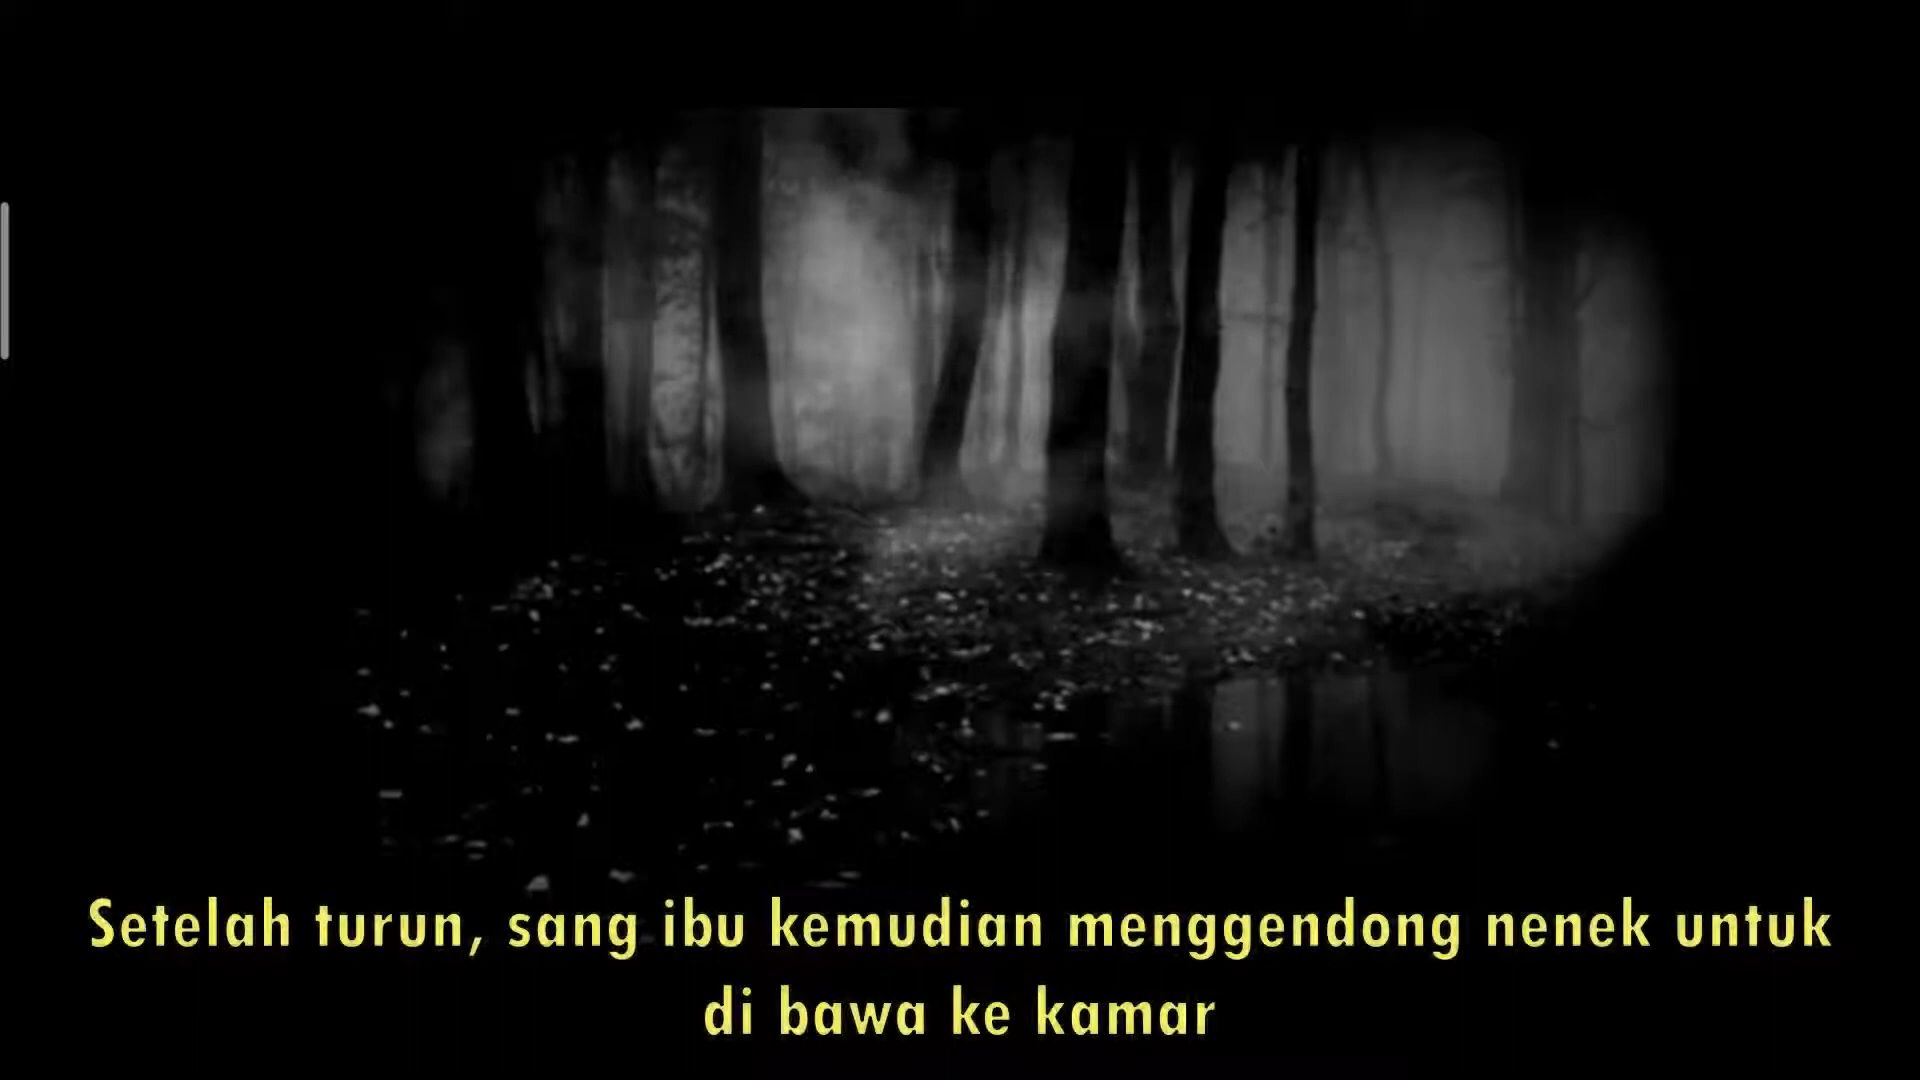 Setelah turun, sang ibu kemudian menggendong nenek untuk
di bawa ke kamar